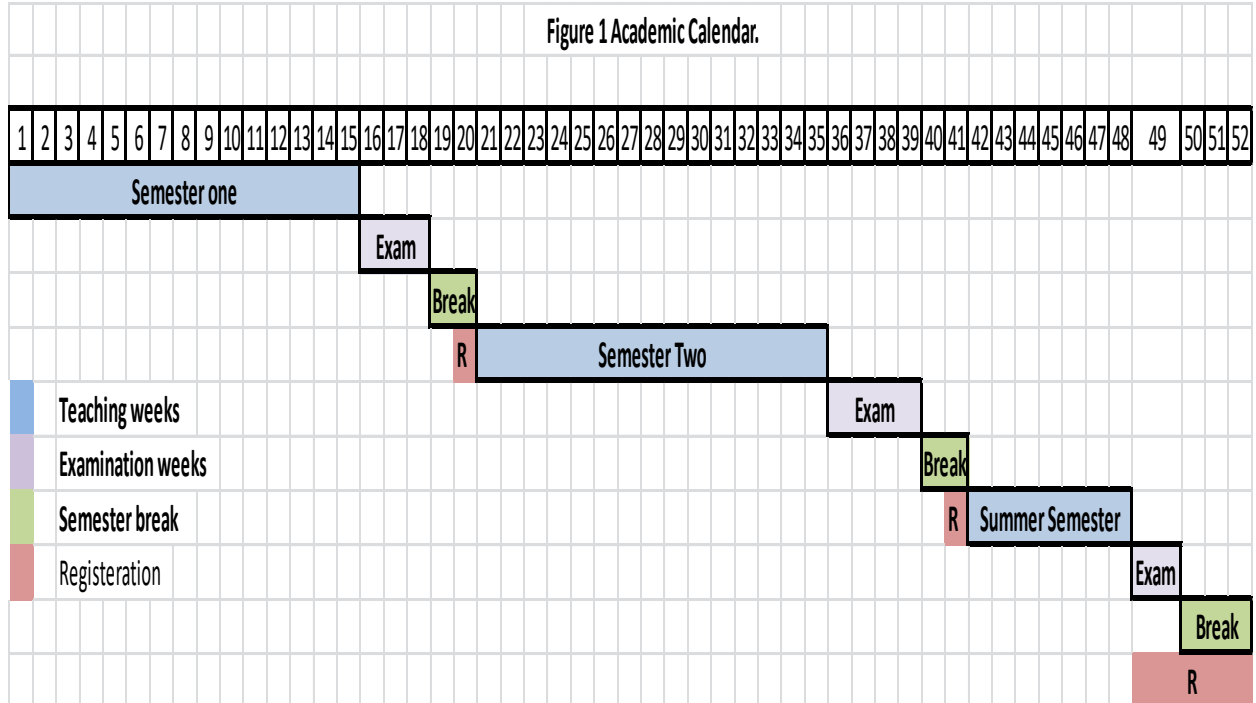 Figure 1 Academic Calendar.
1 2 3 4 5 6 7 8 9 10 11 12 13 14 15 16 17 18 19 20 21 22 23 24 25 26 27 28 29 30 31 32 33 34 35 36 37 38 39 40 41 42 43 44 45 46 47 48 49 50 51 52
Semester one
Exam
Break
R Semester Two
Teaching weeks Exam
Examination weeks Break
Semester break R Summer Semester
Registeration Exam
Break
R